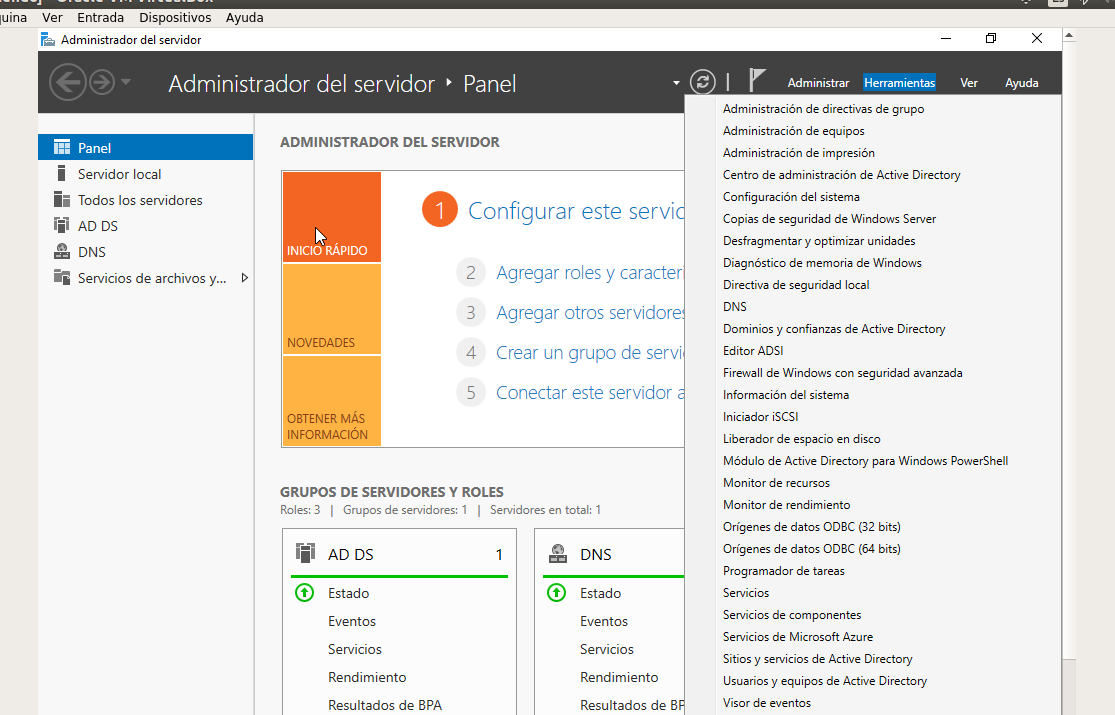 Ver Entrada Dispositivos Ayuda
Administrador del servidor
Administrador del servidor ‣ Panel
Administrar Herramientas Ver Ayuda
Panel
Servidor local
Todos los servidores
AD DS
DNS
Servicios de archivos y...
ADMINISTRADOR DEL SERVIDOR
INICIO RÁPIDO
NOVEDADES
OBTENER MÁS
INFORMACIÓN
1 Configurar este servid
2 Agregar roles y caracterí
3 Agregar otros servidores
4 Crear un grupo de servi
5 Conectar este servidor a
GRUPOS DE SERVIDORES Y ROLES
Roles: 3 | Grupos de servidores: 1 | Servidores en total: 1
AD DS 1
Estado
Eventos
Servicios
Rendimiento
Resultados de BPA
DNS
Estado
Eventos
Servicios
Rendimiento
Resultados de BP
Administración de directivas de grupo
Administración de equipos
Administración de impresión
Centro de administración de Active Directory
Configuración del sistema
Copias de seguridad de Windows Server
Desfragmentar y optimizar unidades
Diagnóstico de memoria de Windows
Directiva de seguridad local
DNS
Dominios y confianzas de Active Directory
Editor ADSI
Firewall de Windows con seguridad avanzada
Información del sistema
Iniciador iSCSI
Liberador de espacio en disco
Módulo de Active Directory para Windows PowerShell
Monitor de recursos
Monitor de rendimiento
Orígenes de datos ODBC (32 bits)
Orígenes de datos ODBC (64 bits)
Programador de tareas
Servicios
Servicios de componentes
Servicios de Microsoft Azure
Sitios y servicios de Active Directory
Usuarios y equipos de Active Directory
Visor de eventos